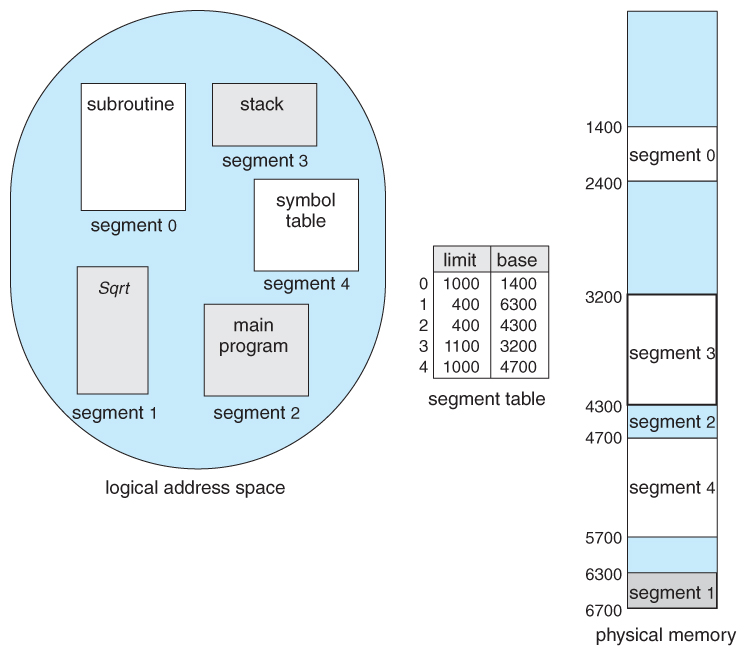 subroutine
segment 0
stack
segment 3
symbol
table
segment 4
Sqrt
segment 1
main
program
segment 2
logical address space
limit base
0 1000 1400
1 400 6300
2 400 4300
3 1100 3200
4 1000 4700
segment table
1400
segment 0
2400
3200
segment 3
4300
segment 2
4700
segment 4
5700
6300
segment 1
6700
physical memory